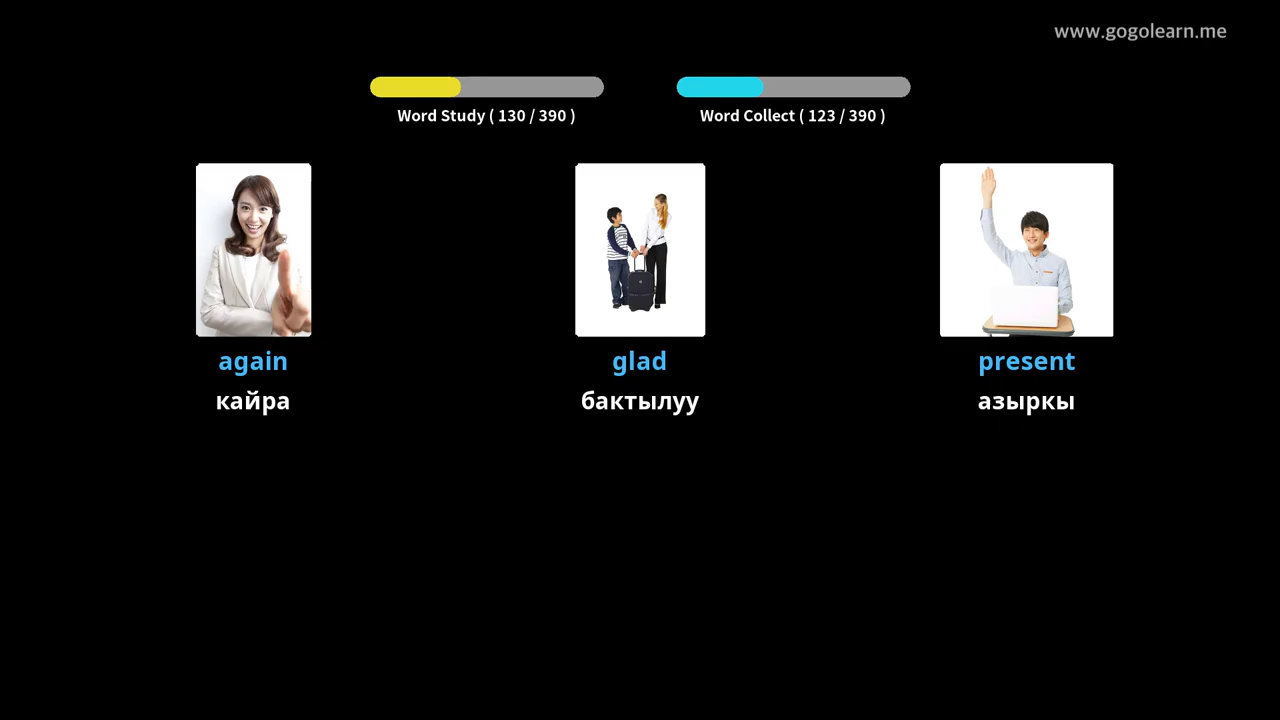 www.gogolearn.me
Word Study ( 130 / 390 )
Word Collect ( 123 / 390 )
again
glad
present
кайра
бактылуу
азыркы